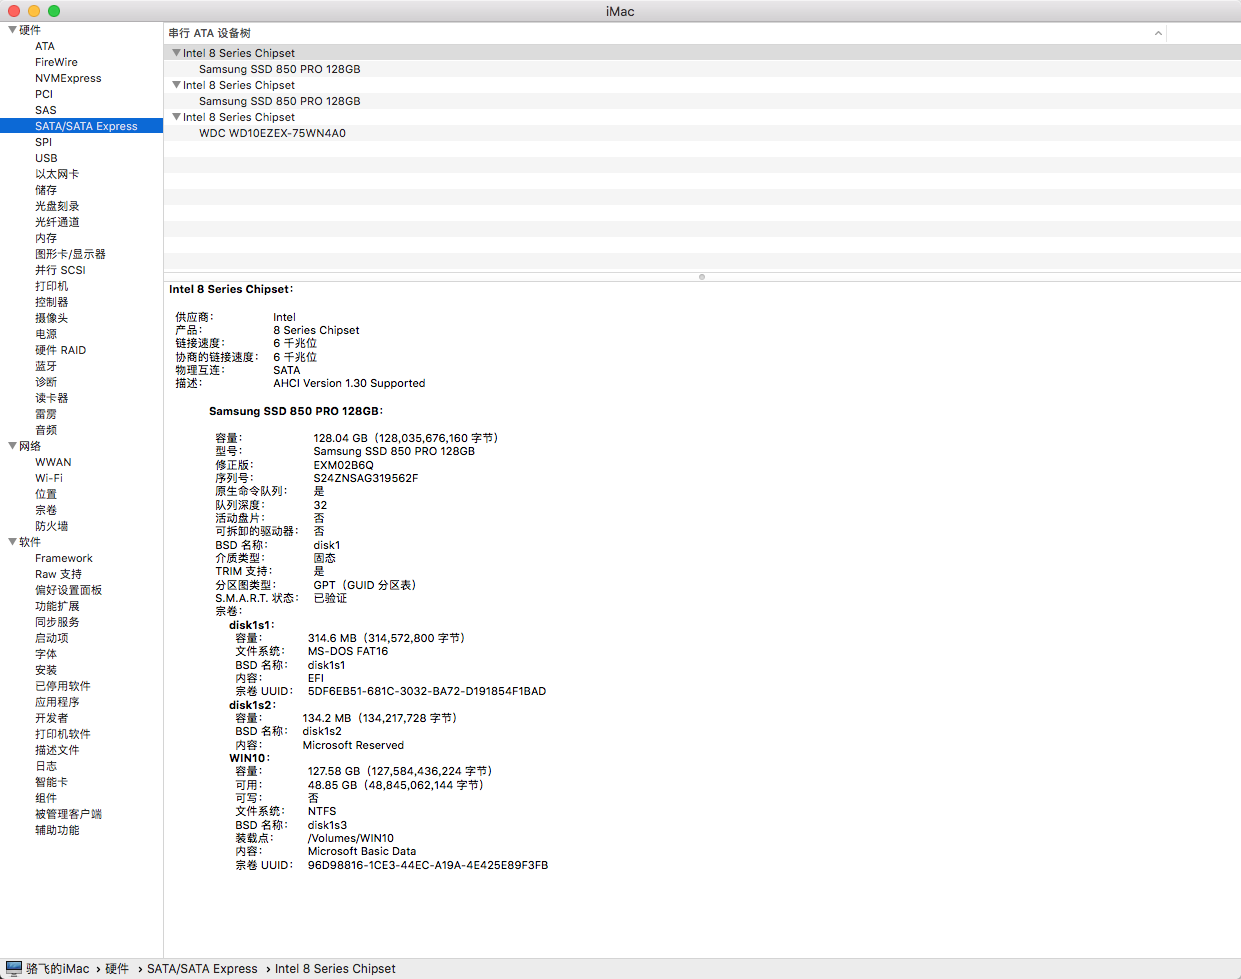 iMac
硬件
ATA
FireWire
NVMExpress
PCI
SAS
SATA/SATA Express
SPI
USB
以太网卡
储存
光盘刻录
光纤通道
内存
图形卡/显示器
并行 SCSI
打印机
控制器
摄像头
电源
硬件 RAID
蓝牙
诊断
读卡器
雷雳
音频
网络
WWAN
Wi-Fi
位置
宗卷
防火墙
软件
Framework
Raw 支持
偏好设置面板
功能扩展
同步服务
启动项
字体
安装
已停用软件
应用程序
开发者
打印机软件
描述文件
日志
智能卡
组件
被管理客户端
辅助功能
串行 ATA 设备树
Intel 8 Series Chipset
Samsung SSD 850 PRO 128GB
Intel 8 Series Chipset
Samsung SSD 850 PRO 128GB
Intel 8 Series Chipset
WDC WD10EZEX-75WN4A0
Intel 8 Series Chipset:
供应商: Intel
产品: 8 Series Chipset
链接速度: 6 千兆位
协商的链接速度: 6 千兆位
物理互连: SATA
描述: AHCI Version 1.30 Supported
Samsung SSD 850 PRO 128GB:
容量: 128.04 GB（128,035,676,160 字节）
型号: Samsung SSD 850 PRO 128GB
修正版: EXM02B6Q
序列号: S24ZNSAG319562F
原生命令队列: 是
队列深度: 32
活动盘片: 否
可拆卸的驱动器: 否
BSD 名称: disk1
介质类型: 固态
TRIM 支持: 是
分区图类型: GPT（GUID 分区表）
S.M.A.R.T. 状态: 已验证
宗卷:
disk1s1:
容量: 314.6 MB（314,572,800 字节）
文件系统: MS-DOS FAT16
BSD 名称: disk1s1
内容: EFI
宗卷 UUID: 5DF6EB51-681C-3032-BA72-D191854F1BAD
disk1s2:
容量: 134.2 MB（134,217,728 字节）
BSD 名称: disk1s2
内容: Microsoft Reserved
WIN10:
容量: 127.58 GB（127,584,436,224 字节）
可用: 48.85 GB（48,845,062,144 字节）
可写: 否
文件系统: NTFS
BSD 名称: disk1s3
装载点: /Volumes/WIN10
内容: Microsoft Basic Data
宗卷 UUID: 96D98816-1CE3-44EC-A19A-4E425E89F3FB
骆飞的iMac › 硬件 › SATA/SATA Express › Intel 8 Series Chipset